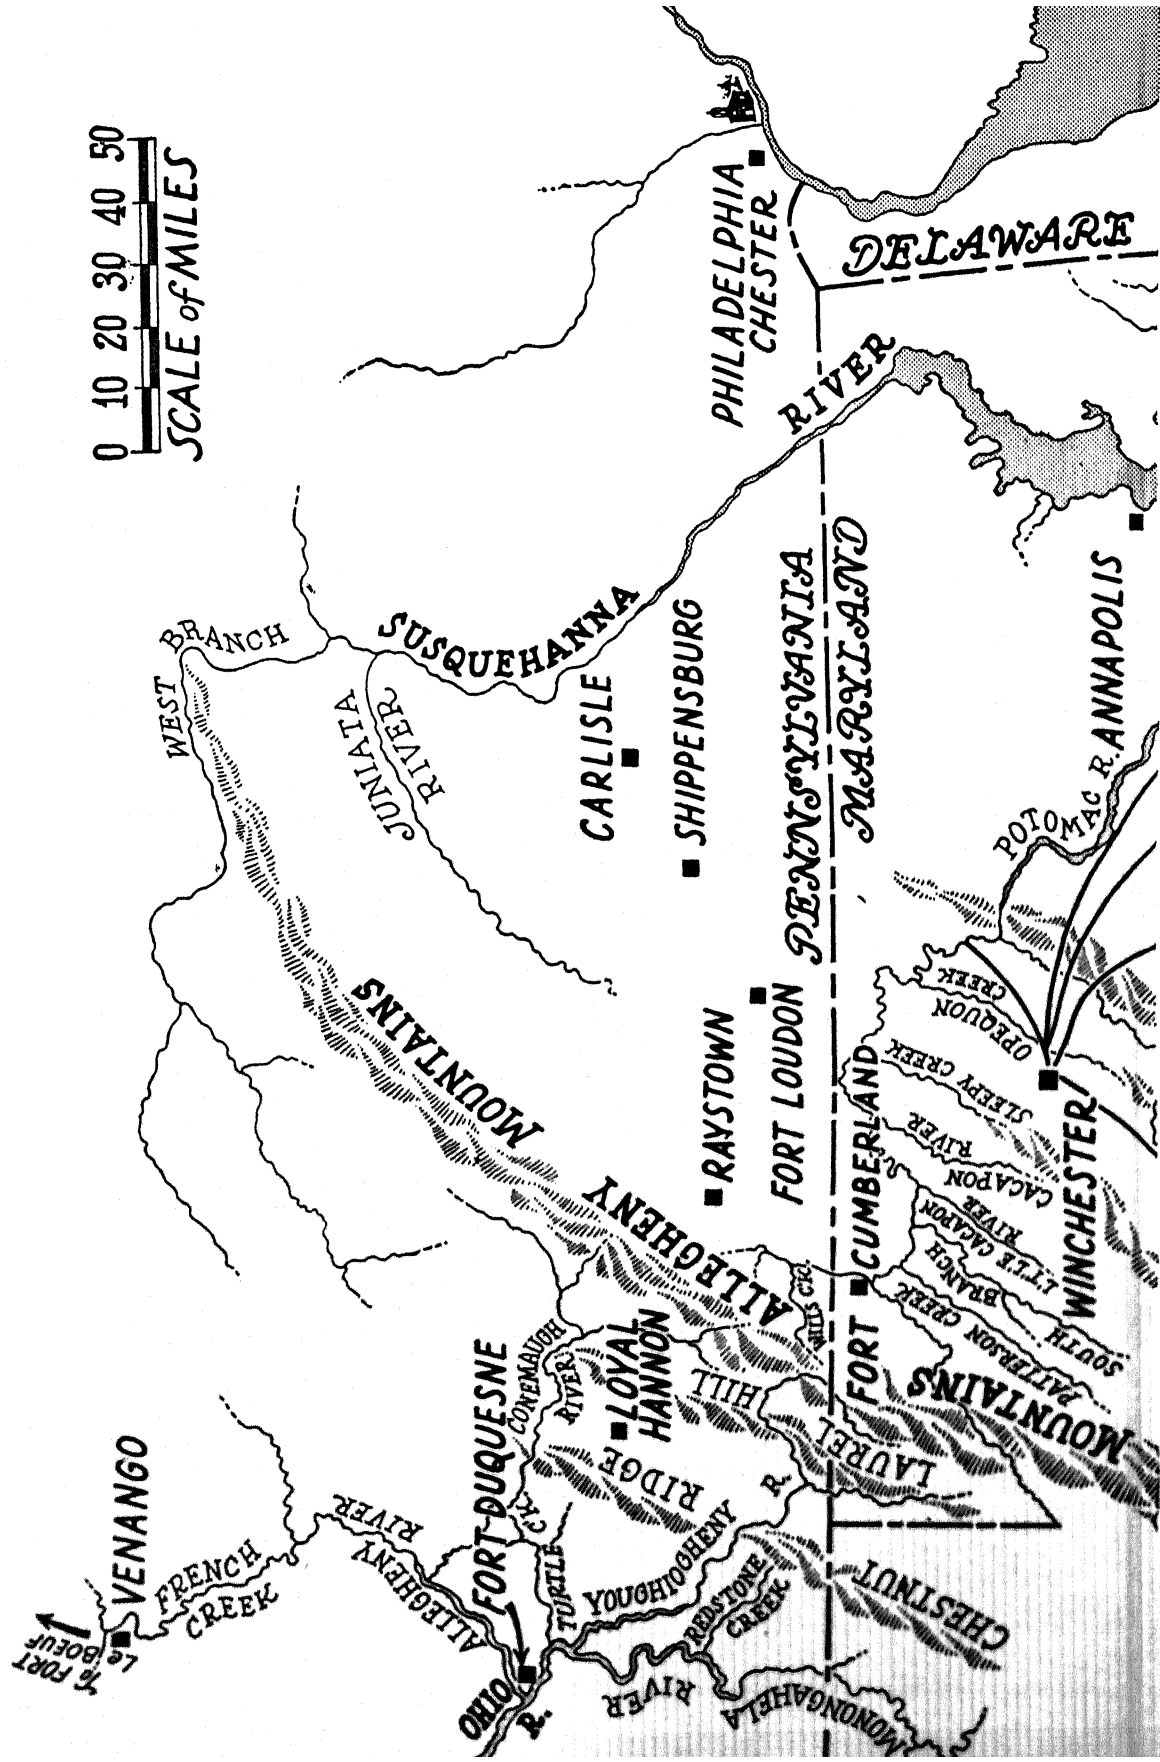 To FORT
Le BOEUF
VENANGO
FRENCH
CREEK
ALLEGHENY
RIVER
WEST
BRANCH
0 10 20 30 40 50
SCALE of MILES
JUNIATA
RIVER
SUSQUEHANNA
RIVER
ALLEGHENY
MOUNTAINS
FORT DUQUESNE
CONEMAUGH
RIVER
OHIO
R.
TURTLE
CK.
LOYAL
HANNON
CARLISLE
SHIPPENSBURG
PHILADELPHIA
CHESTER
RAYSTOWN
FORT LOUDON
YOUGHIOGHENY
R.
REDSTONE
CREEK
MONONGAHELA
RIVER
CHESTNUT
RIDGE
LAUREL
HILL
WILLS CR.
PENNSYLVANIA
MARYLAND
DELAWARE
FORT CUMBERLAND
MOUNTAINS
PATTERSON CREEK
SOUTH
BRANCH
LTTLE CACAPON
RIVER
CACAPON
RIVER
SLEEPY CREEK
OPEQUON
CREEK
WINCHESTER
POTOMAC R.
ANNAPOLIS